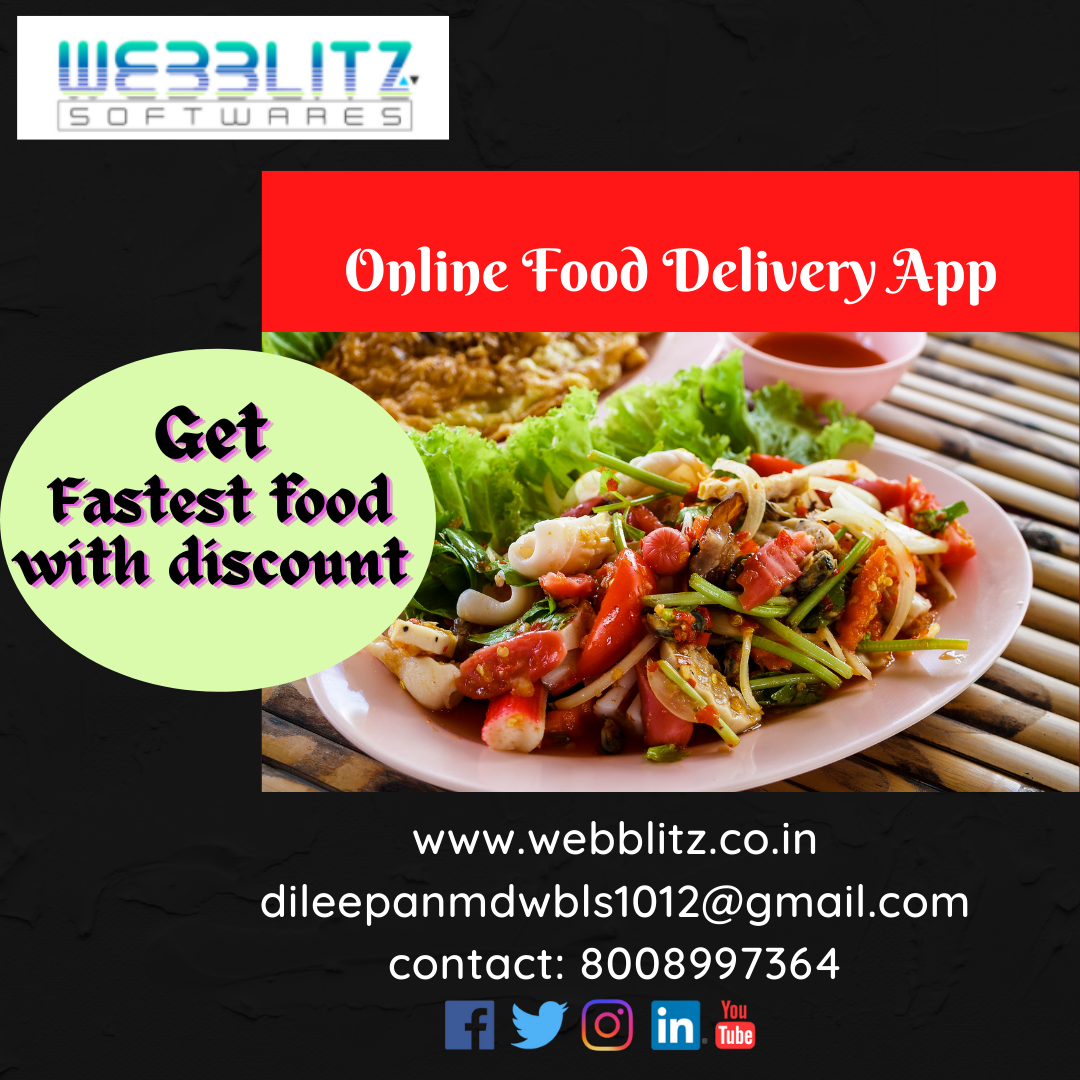 WEBBLITZ
SOFTWARES
Online Food Delivery App
Get
Fastest food
with discount
www.webblitz.co.in
dileepanmdwbls1012@gmail.com
contact: 8008997364
f in You
Tube